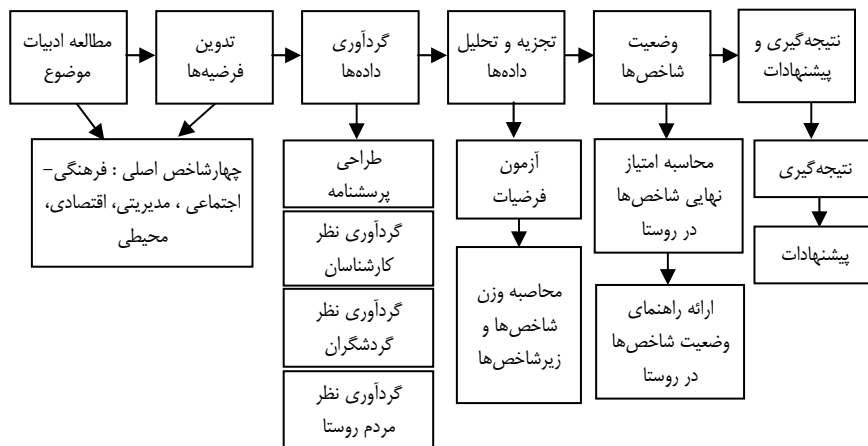 مطالعه ادبیات
موضوع
تدوین
فرضیه‌ها
گردآوری
داده‌ها
تجزیه و تحلیل
داده‌ها
وضعیت
شاخص‌ها
نتیجه‌گیری و
پیشنهادات
چهارشاخص اصلی : فرهنگی-
اجتماعی ، مدیریتی، اقتصادی،
محیطی
طراحی
پرسشنامه
گردآوری نظر
کارشناسان
گردآوری نظر
گردشگران
گردآوری نظر
مردم روستا
آزمون
فرضیات
محاصبه وزن
شاخص‌ها و
زیرشاخص‌ها
محاسبه امتیاز
نهایی شاخص‌ها
در روستا
ارائه راهنمای
وضعیت شاخص‌ها
در روستا
نتیجه‌گیری
پیشنهادات